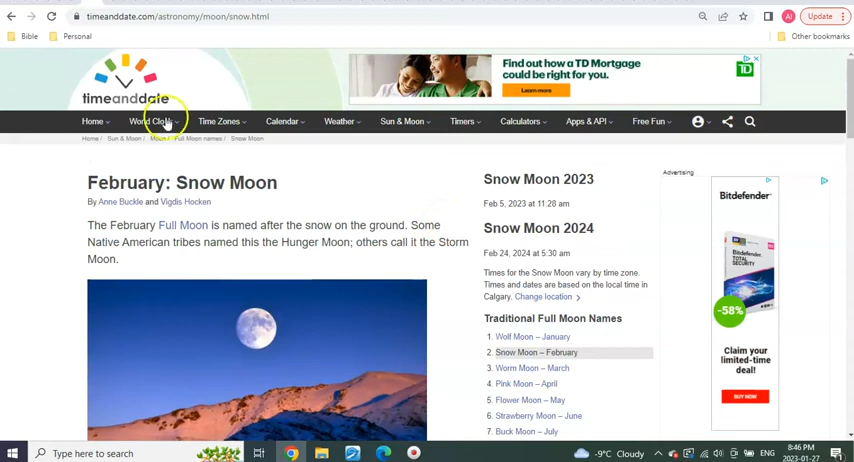 timeanddate.com/astronomy/moon/snow.html
AI
Update
Bible
Personal
Other bookmarks
timeanddate
Find out how a TD Mortgage
could be right for you!
Learn more
TD
Home
World Clock
Time Zones
Calendar
Weather
Sun & Moon
Timers
Calculators
Apps & API
Free Fun
Home / Sun & Moon / Moon / Full Moon names / Snow Moon
February: Snow Moon
By Anne Buckle and Vigdis Hocken
The February Full Moon is named after the snow on the ground. Some
Native American tribes named this the Hunger Moon; others call it the Storm
Moon.
Snow Moon 2023
Feb 5, 2023 at 11:28 am
Snow Moon 2024
Feb 24, 2024 at 5:30 am
Times for the Snow Moon vary by time zone.
Times and dates are based on the local time in
Calgary. Change location
Traditional Full Moon Names
1. Wolf Moon – January
2. Snow Moon – February
3. Worm Moon – March
4. Pink Moon – April
5. Flower Moon – May
6. Strawberry Moon – June
7. Buck Moon – July
Advertising
Bitdefender
TOTAL
SECURITY
-58%
Claim your
limited-time
deal!
BUY NOW
Type here to search
-9°C Cloudy
ENG
8:46 PM
2023-01-27